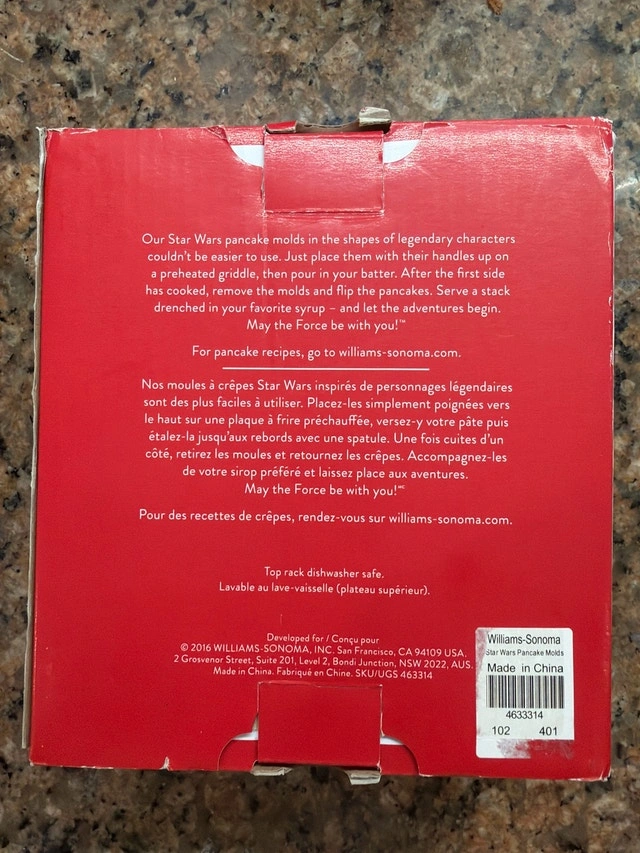 Our Star Wars pancake molds in the shapes of legendary characters
couldn't be easier to use. Just place them with their handles up on
a preheated griddle, then pour in your batter. After the first side
has cooked, remove the molds and flip the pancakes. Serve a stack
drenched in your favorite syrup – and let the adventures begin.
May the Force be with you!™
For pancake recipes, go to williams-sonoma.com.
Nos moules à crêpes Star Wars inspirés de personnages légendaires
sont des plus faciles à utiliser. Placez-les simplement poignées vers
le haut sur une plaque à frire préchauffée, versez-y votre pâte puis
étalez-la jusqu'aux rebords avec une spatule. Une fois cuites d'un
côté, retirez les moules et retournez les crêpes. Accompagnez-les
de votre sirop préféré et laissez place aux aventures.
May the Force be with you!ᴹᶜ
Pour des recettes de crêpes, rendez-vous sur williams-sonoma.com.
Top rack dishwasher safe.
Lavable au lave-vaisselle (plateau supérieur).
Developed for / Conçu pour
© 2016 WILLIAMS-SONOMA, INC. San Francisco, CA 94109 USA.
2 Grosvenor Street, Suite 201, Level 2, Bondi Junction, NSW 2022, AUS.
Made in China. Fabriqué en Chine. SKU/UGS 463314
Williams-Sonoma
Star Wars Pancake Molds
Made in China
4633314
102 401